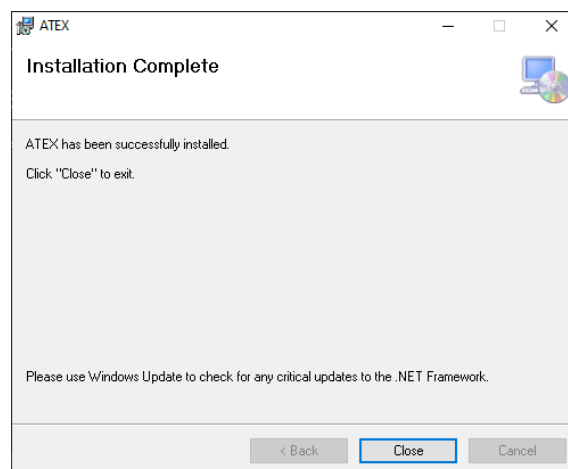 ATEX
Installation Complete
ATEX has been successfully installed.
Click "Close" to exit.
Please use Windows Update to check for any critical updates to the .NET Framework.
< Back
Close
Cancel